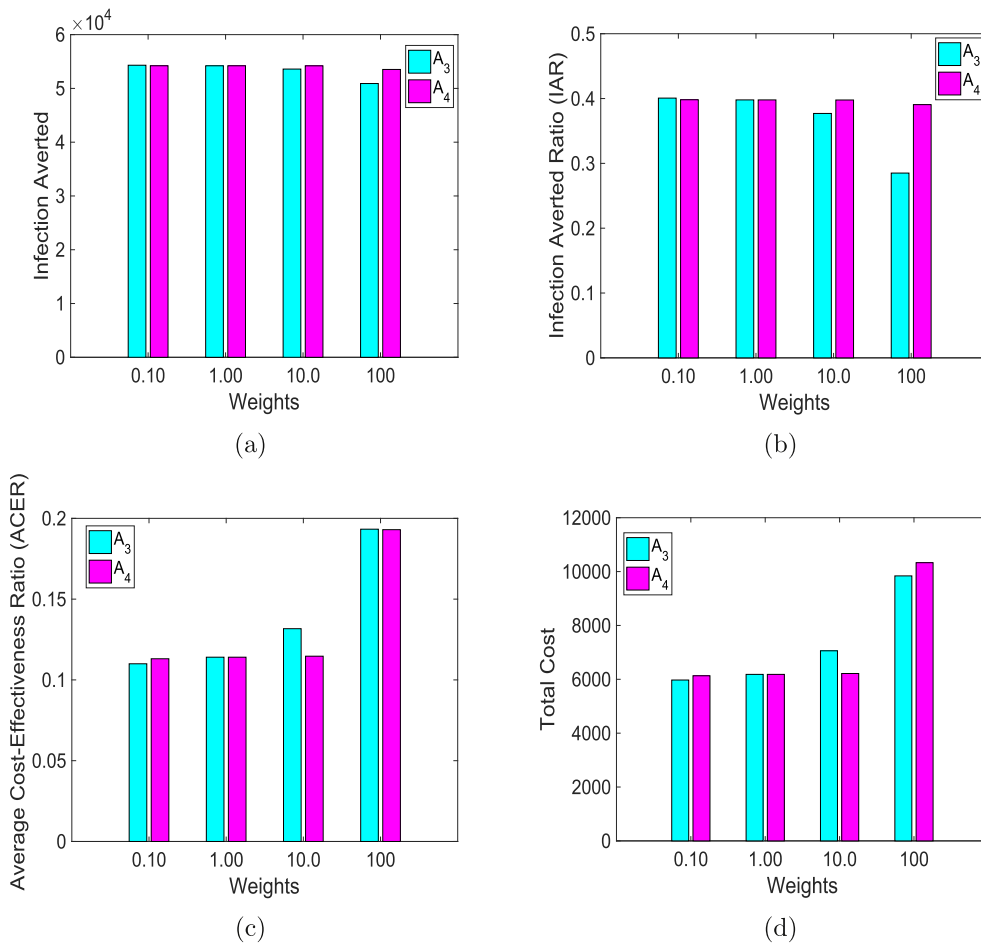 ×10⁴
6
5
4
3
2
1
0
Infection Averted
0.10 1.00 10.0 100
Weights
A₃
A₄
(a)
0.5
0.4
0.3
0.2
0.1
0
Infection Averted Ratio (IAR)
0.10 1.00 10.0 100
Weights
A₃
A₄
(b)
0.2
0.15
0.1
0.05
0
Average Cost-Effectiveness Ratio (ACER)
0.10 1.00 10.0 100
Weights
A₃
A₄
(c)
12000
10000
8000
6000
4000
2000
0
Total Cost
0.10 1.00 10.0 100
Weights
A₃
A₄
(d)